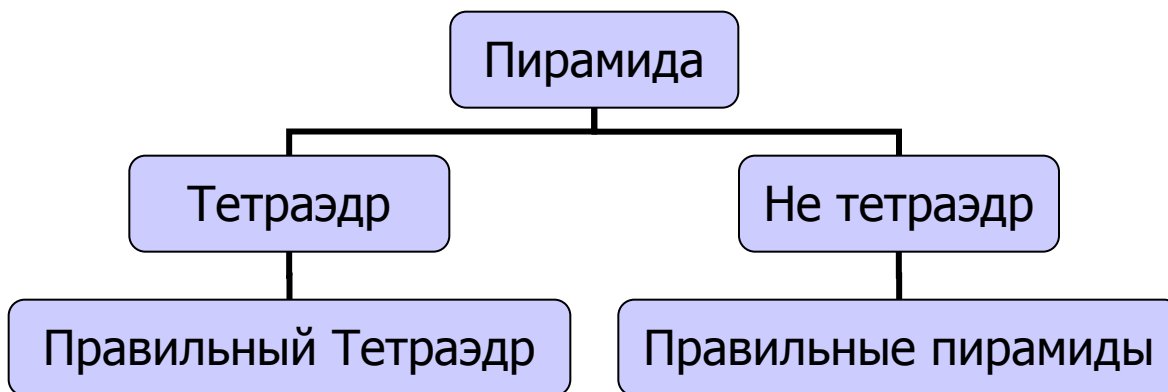 Пирамида
Тетраэдр
Не тетраэдр
Правильный Тетраэдр
Правильные пирамиды